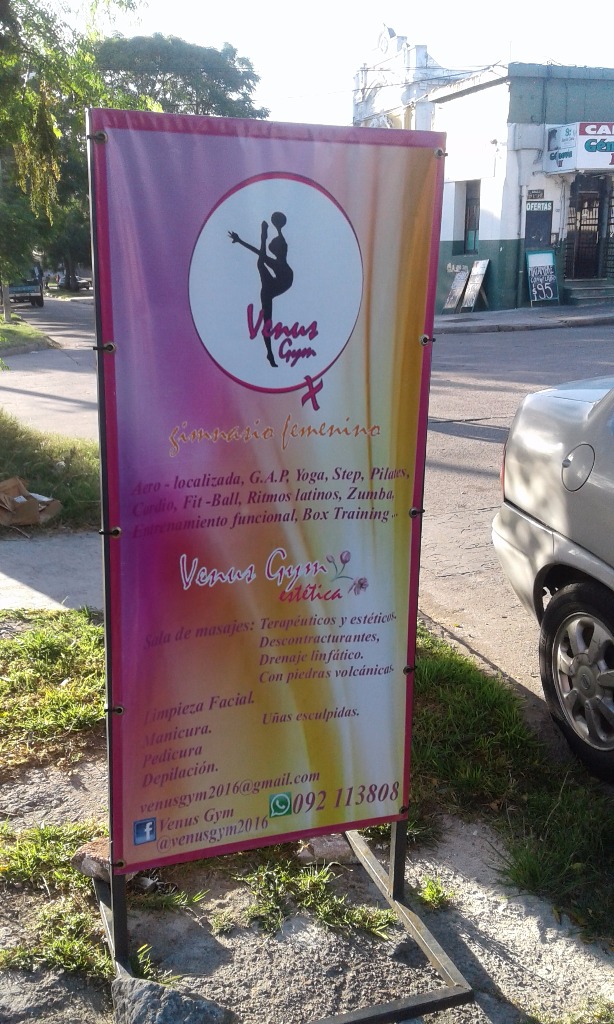 Venus
Gym
gimnasio femenino
Aero - localizada, G.A.P, Yoga, Step, Pilates,
Cardio, Fit -Ball, Ritmos latinos, Zumba,
Entrenamiento funcional, Box Training...
Venus Gym
estética
Sala de masajes: Terapéuticos y estéticos.
Descontracturantes,
Drenaje linfático.
Con piedras volcánicas.
Limpieza Facial.
Manicura.
Uñas esculpidas.
Pedicura
Depilación.
venusgym2016@gmail.com
092 113808
Venus Gym
@venusgym2016
OFERTAS
$95